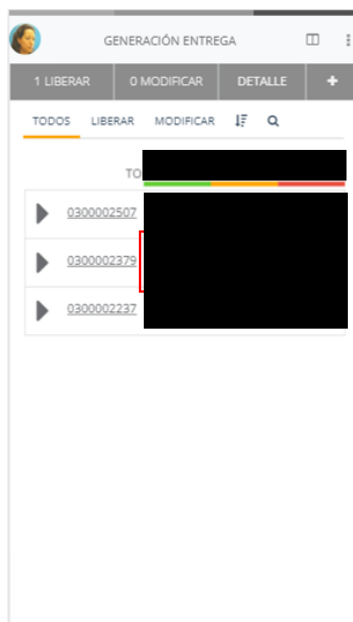 GENERACIÓN ENTREGA
1 LIBERAR 0 MODIFICAR DETALLE +
TODOS LIBERAR MODIFICAR
TO
0300002507
0300002379
0300002237